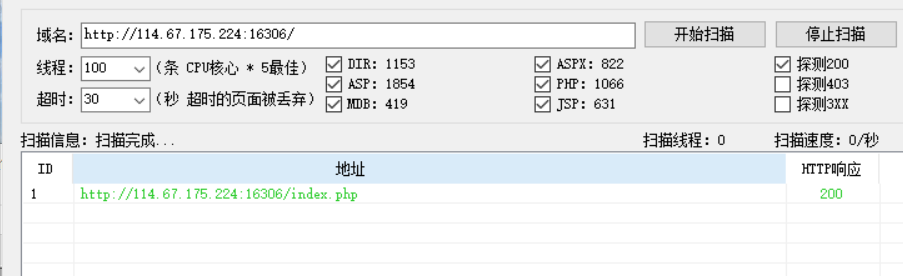 域名： http://114.67.175.224:16306/ 开始扫描 停止扫描
线程： 100 (条 CPU核心 * 5最佳) DIR: 1153 ASPX: 822 探测200
ASP: 1854 PHP: 1066 探测403
超时： 30 (秒 超时的页面被丢弃) MDB: 419 JSP: 631 探测3XX
扫描信息：扫描完成... 扫描线程：0 扫描速度：0/秒
ID 地址 HTTP响应
1 http://114.67.175.224:16306/index.php 200